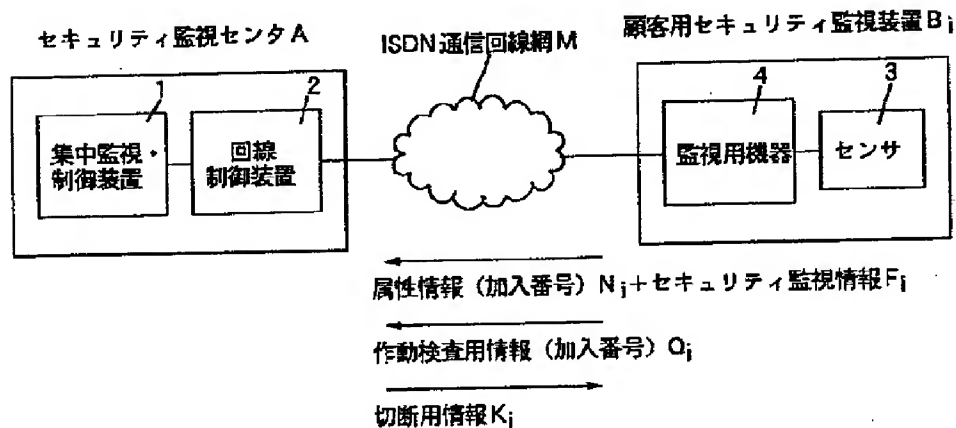 セキュリティ監視センタA
ISDN通信回線網M
顧客用セキュリティ監視装置Bi
1
2
4
3
集中監視・
制御装置
回線
制御装置
監視用機器
センサ
属性情報(加入番号)Ni+セキュリティ監視情報Fi
作動検査用情報(加入番号)Qi
切断用情報Ki